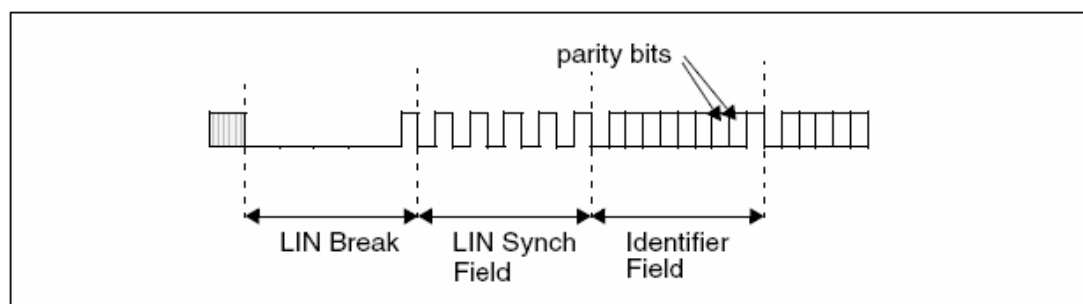 parity bits
LIN Break
LIN Synch
Field
Identifier
Field